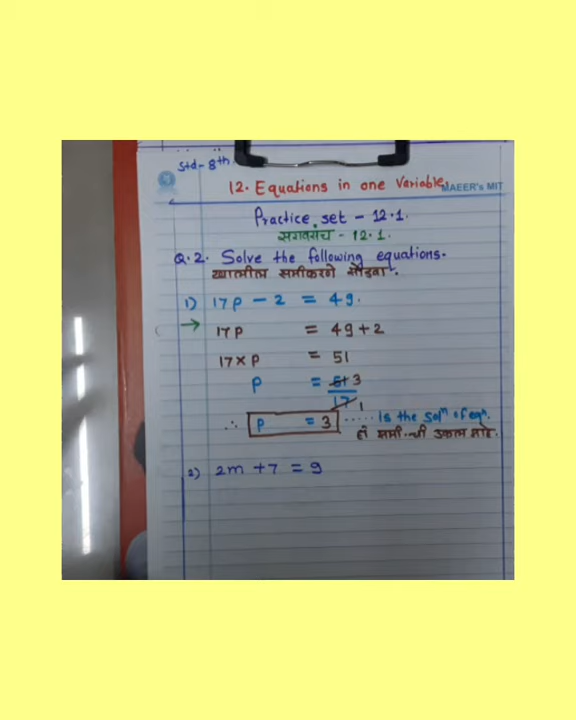 Std - 8th
12. Equations in one Variable.
MAEER's MIT
Practice set - 12.1.
सरावसंच - 12.1.
Q.2. Solve the following equations.
खालील समीकरणे सोडवा.
1) 17p - 2 = 49.
→ 17p = 49 + 2
17 × p = 51
p = 51 3
17 1
∴ p = 3 ..... Is the solⁿ of eqⁿ.
ही समी. ची उकल आहे.
2) 2m + 7 = 9